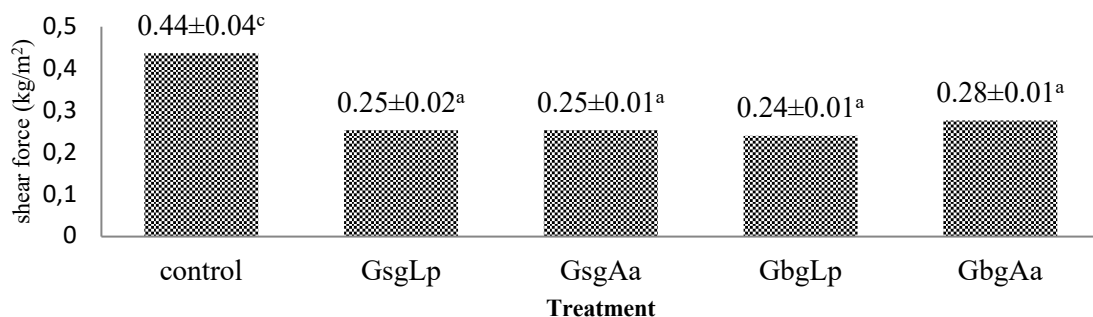 shear force (kg/m²)
0,5
0,4
0,3
0,2
0,1
0
0.44±0.04ᶜ
0.25±0.02ᵃ
0.25±0.01ᵃ
0.24±0.01ᵃ
0.28±0.01ᵃ
control GsgLp GsgAa GbgLp GbgAa
Treatment